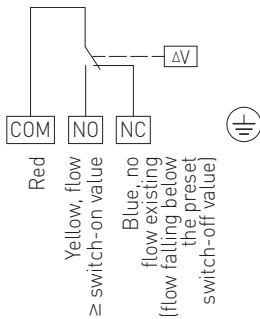 ΔV
COM
NO
NC
Red
Yellow, flow
≥ switch-on value
Blue, no
flow existing
(flow falling below
the preset
switch-off value)